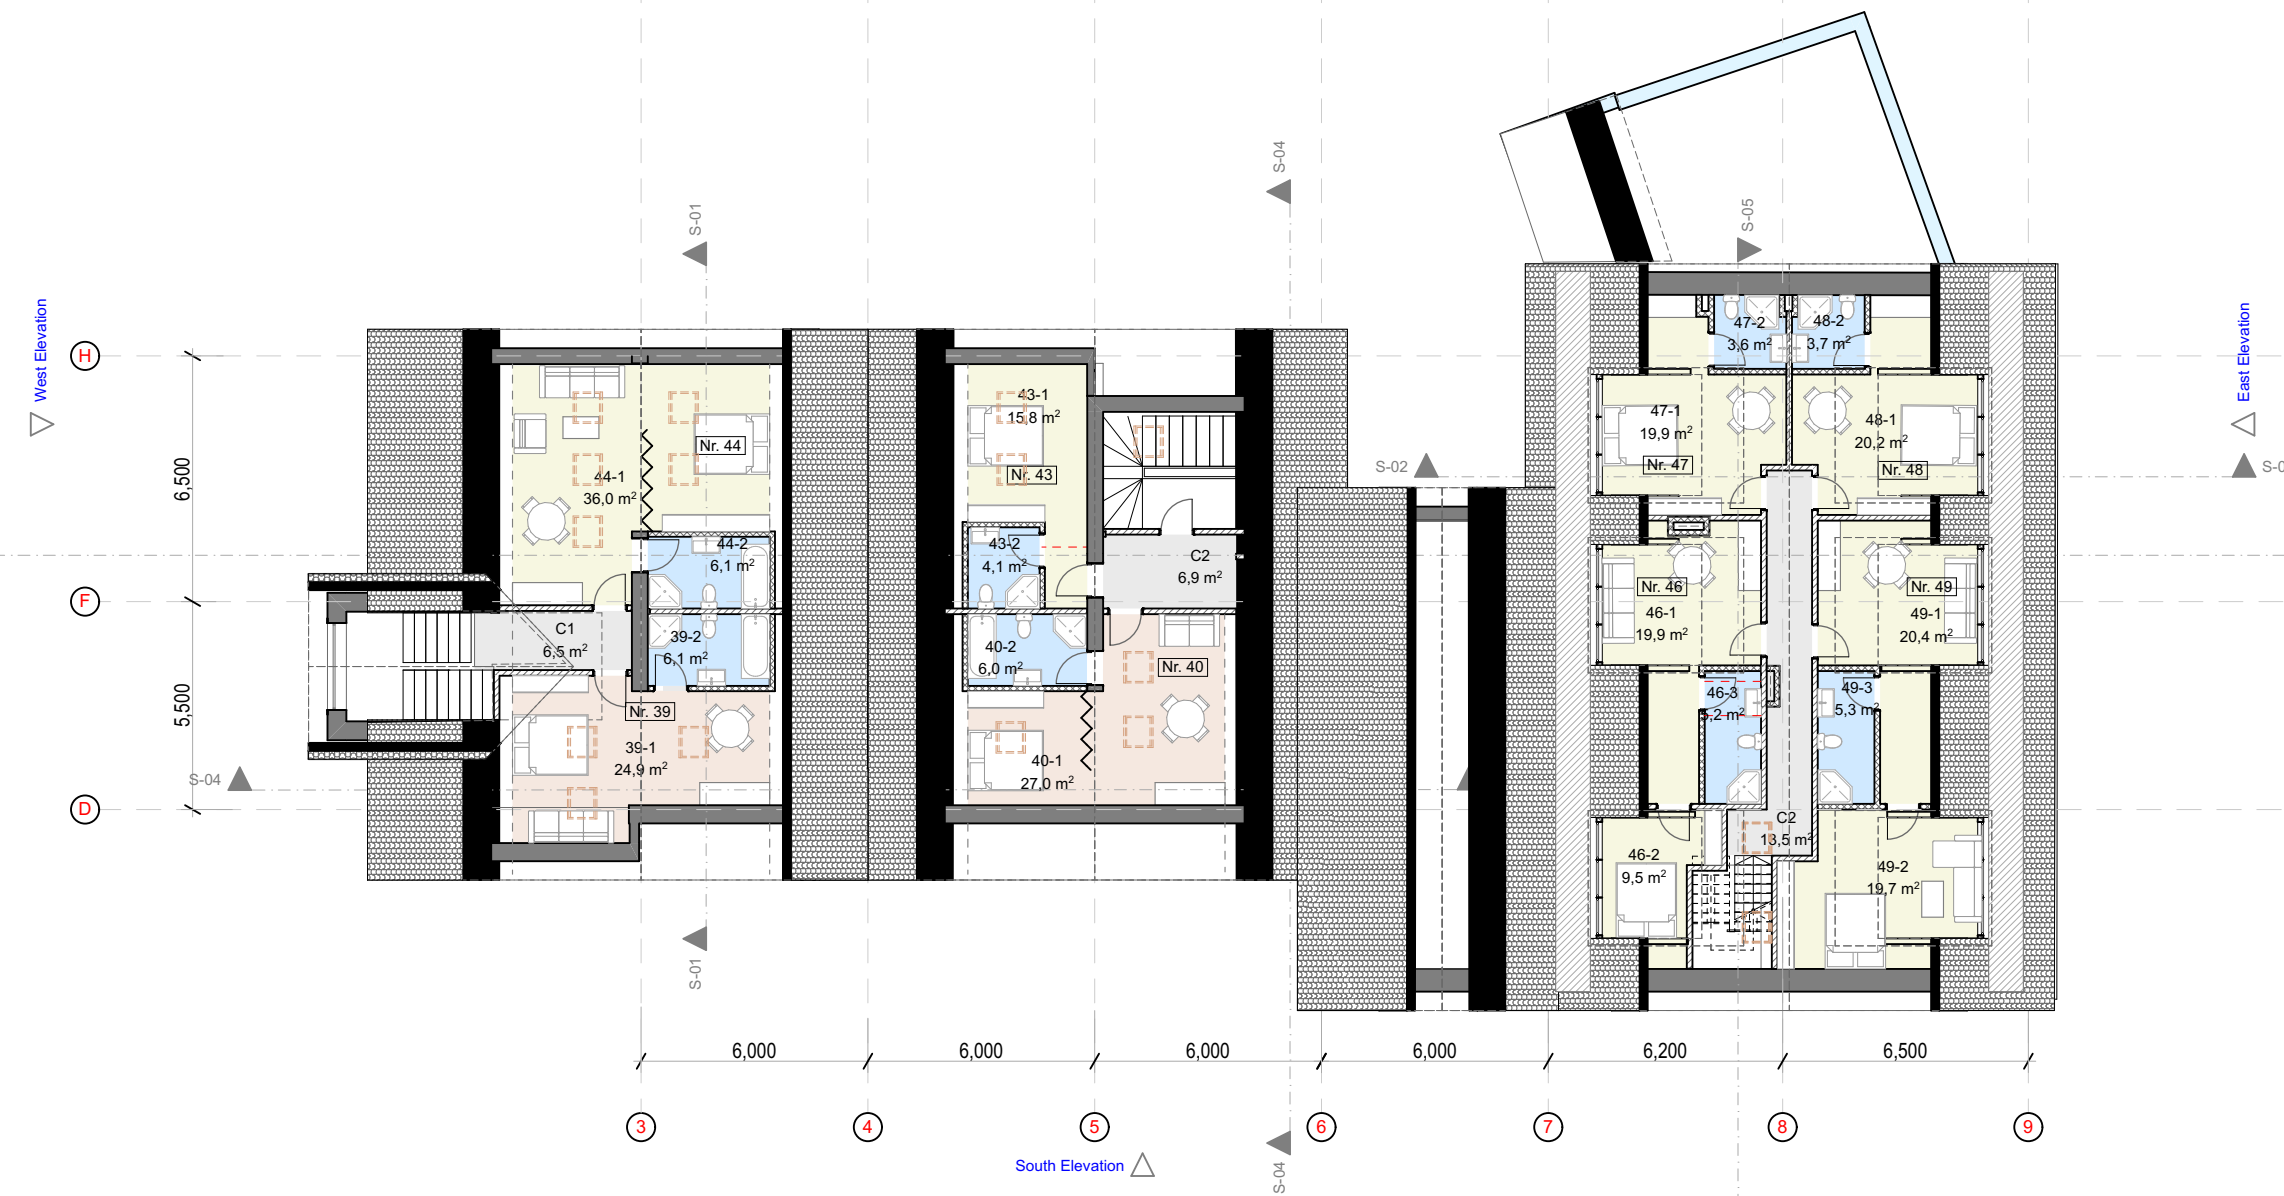 S-04
S-01
S-05
West Elevation
East Elevation
H
47-2
3,6 m²
48-2
3,7 m²
43-1
15,8 m²
47-1
19,9 m²
Nr. 47
48-1
20,2 m²
Nr. 48
Nr. 44
44-1
36,0 m²
Nr. 43
S-02
6,500
44-2
6,1 m²
43-2
4,1 m²
C2
6,9 m²
F
Nr. 46
46-1
19,9 m²
Nr. 49
49-1
20,4 m²
C1
6,5 m²
39-2
6,1 m²
40-2
6,0 m²
Nr. 40
5,500
Nr. 39
39-1
24,9 m²
40-1
27,0 m²
46-3
5,2 m²
49-3
5,3 m²
S-04
D
C2
13,5 m²
46-2
9,5 m²
49-2
19,7 m²
S-01
6,000
6,000
6,000
6,000
6,200
6,500
3
4
5
6
7
8
9
South Elevation
S-04